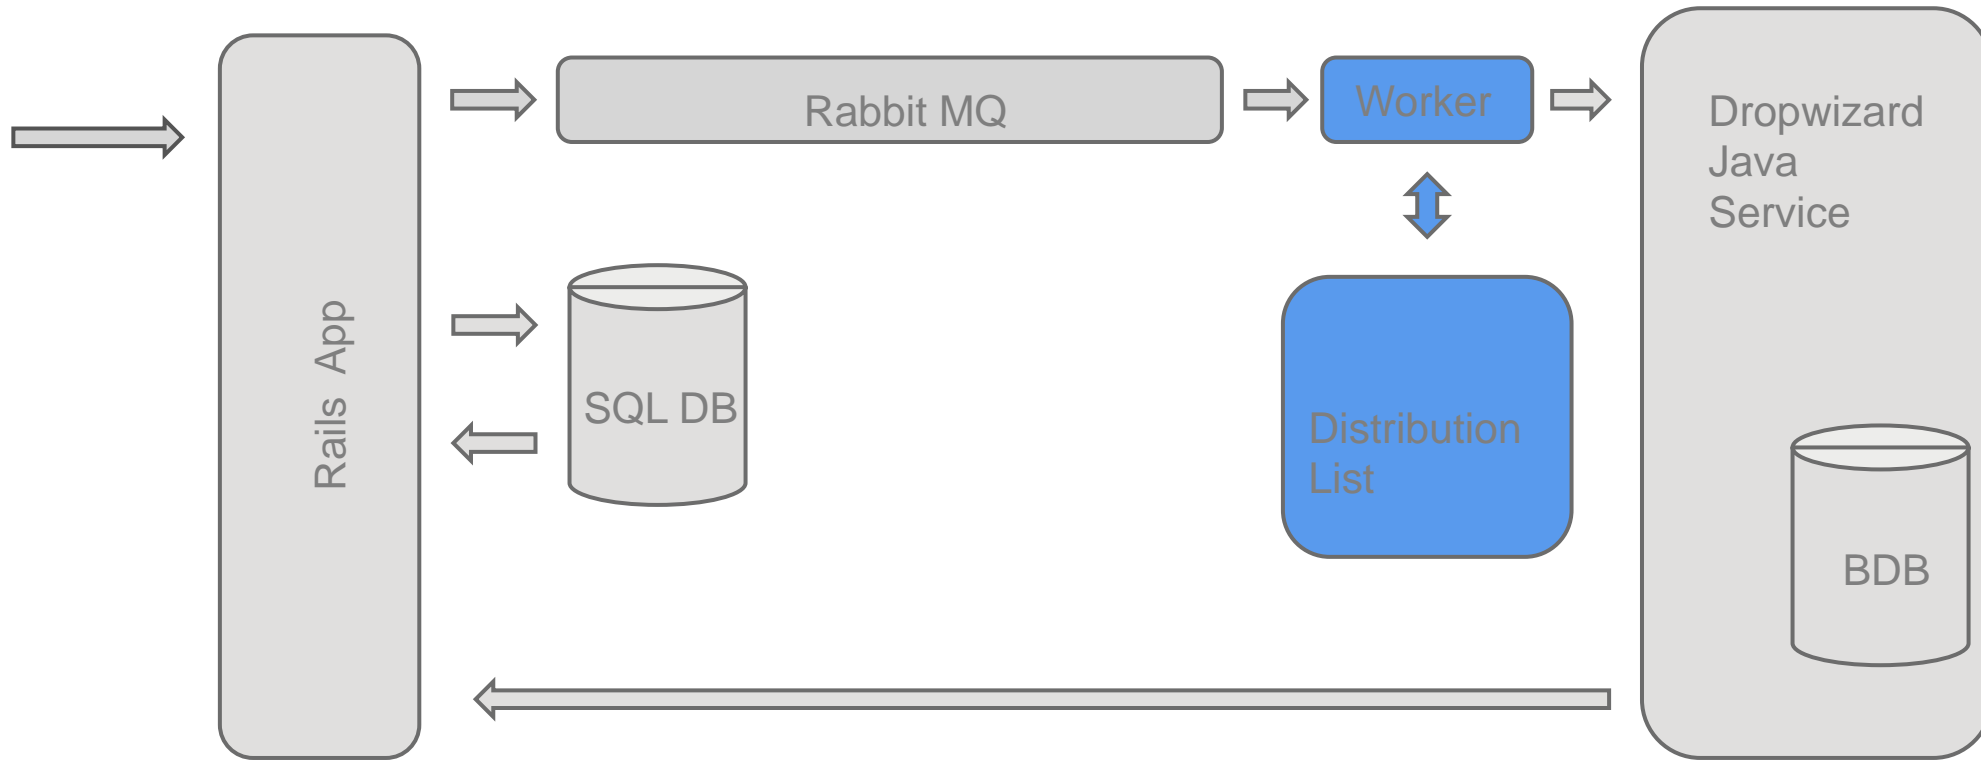 Rabbit MQ
Worker
Dropwizard
Java
Service
Rails App
SQL DB
Distribution
List
BDB